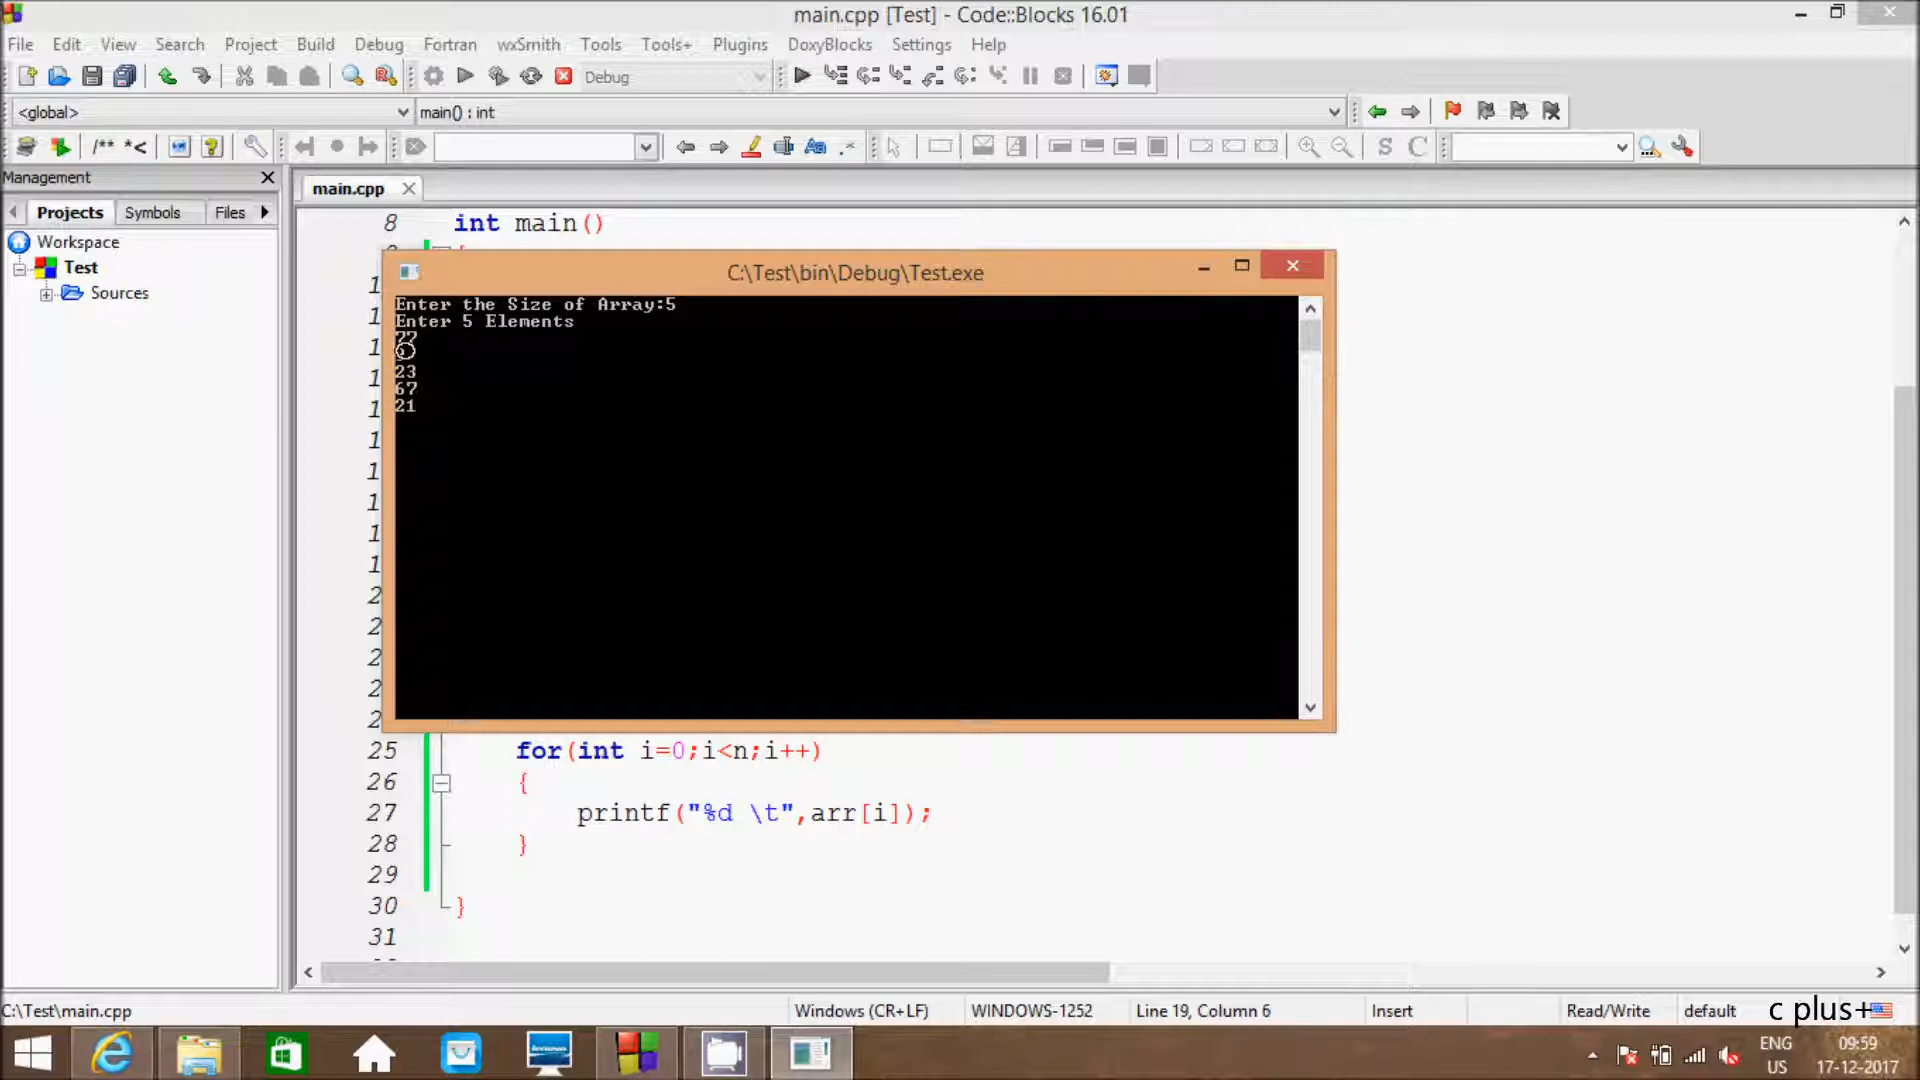 main.cpp [Test] - Code::Blocks 16.01
File Edit View Search Project Build Debug Fortran wxSmith Tools Tools+ Plugins DoxyBlocks Settings Help
Debug
<global> main() : int
/** *<
Management
main.cpp
Projects Symbols Files
Workspace
Test
Sources
8 int main()
C:\Test\bin\Debug\Test.exe
Enter the Size of Array:5
Enter 5 Elements
23
67
21
25 for(int i=0;i<n;i++)
26 {
27 printf("%d \t",arr[i]);
28 }
29
30 }
31
C:\Test\main.cpp Windows (CR+LF) WINDOWS-1252 Line 19, Column 6 Insert Read/Write default c plus+
ENG 09:59
US 17-12-2017